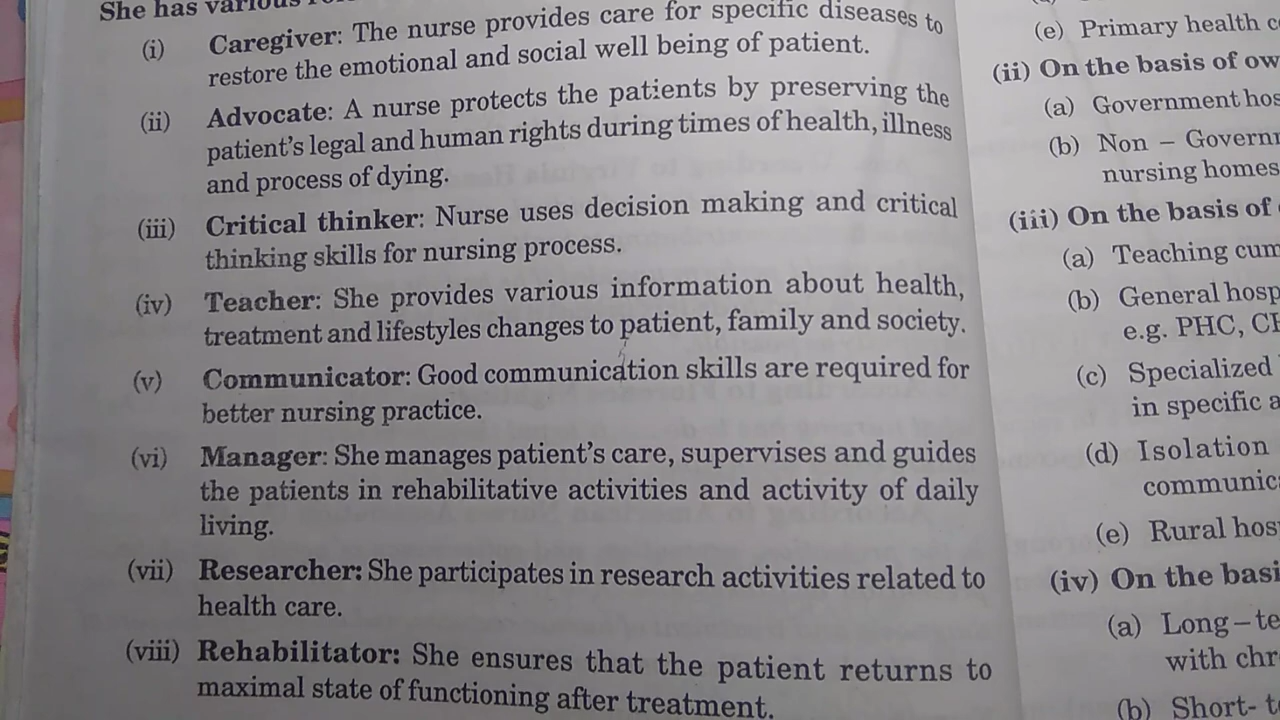 She has various
(i) Caregiver: The nurse provides care for specific diseases to
restore the emotional and social well being of patient.
(ii) Advocate: A nurse protects the patients by preserving the
patient's legal and human rights during times of health, illness
and process of dying.
(iii) Critical thinker: Nurse uses decision making and critical
thinking skills for nursing process.
(iv) Teacher: She provides various information about health,
treatment and lifestyles changes to patient, family and society.
(v) Communicator: Good communication skills are required for
better nursing practice.
(vi) Manager: She manages patient's care, supervises and guides
the patients in rehabilitative activities and activity of daily
living.
(vii) Researcher: She participates in research activities related to
health care.
(viii) Rehabilitator: She ensures that the patient returns to
maximal state of functioning after treatment.
(e) Primary health
(ii) On the basis of
(a) Government
(b) Non –
nursing homes
(iii) On the basis of
(a) Teaching cum
(b) General
e.g. PHC,
(c) Specialized
in specific
(d) Isolation
(e) Rural
(iv) On the
(a) Long –
with
(b) Short-